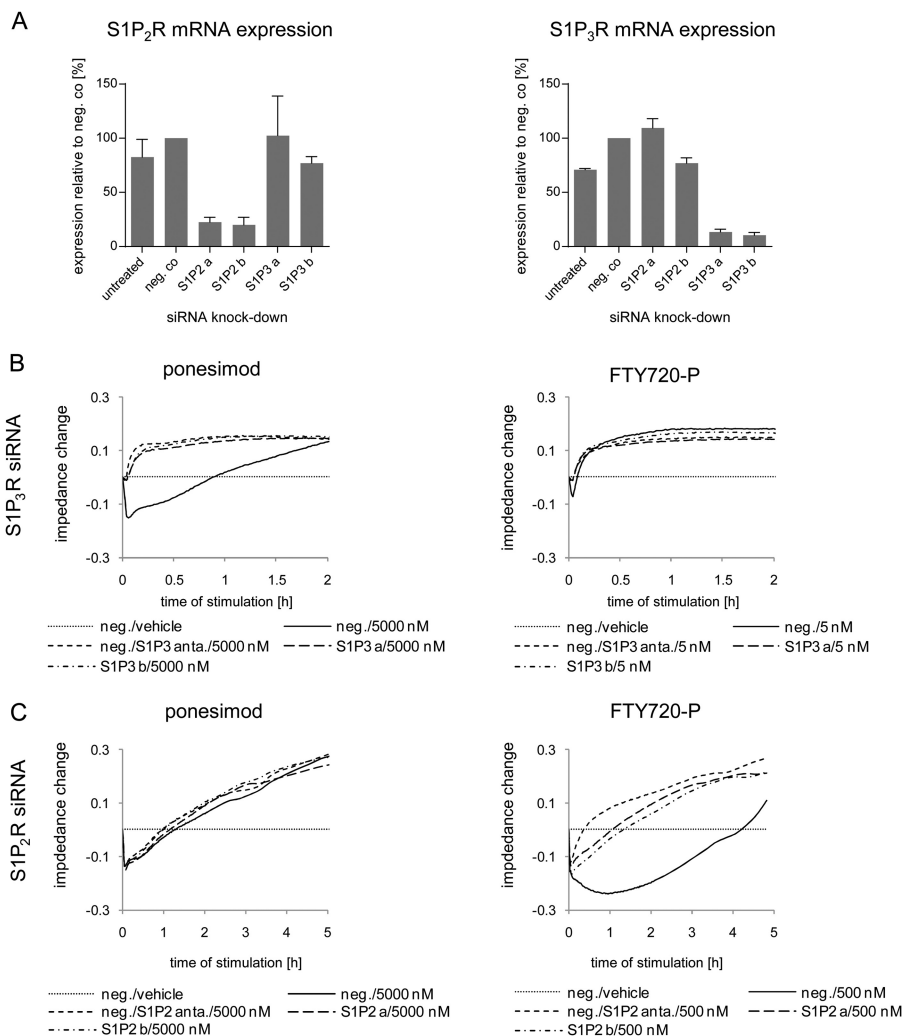 A
S1P2R mRNA expression
expression relative to neg. co [%]
150
100
50
0
untreated
neg. co
S1P2 a
S1P2 b
S1P3 a
S1P3 b
siRNA knock-down
S1P3R mRNA expression
expression relative to neg. co [%]
150
100
50
0
untreated
neg. co
S1P2 a
S1P2 b
S1P3 a
S1P3 b
siRNA knock-down
B
S1P3R siRNA
ponesimod
impedance change
0.3
0.1
-0.1
-0.3
0 0.5 1 1.5 2
time of stimulation [h]
neg./vehicle
neg./5000 nM
neg./S1P3 anta./5000 nM
S1P3 a/5000 nM
S1P3 b/5000 nM
FTY720-P
impdedance change
0.3
0.1
-0.1
-0.3
0 0.5 1 1.5 2
time of stimulation [h]
neg./vehicle
neg./5 nM
neg./S1P3 anta./5 nM
S1P3 a/5 nM
S1P3 b/5 nM
C
S1P2R siRNA
ponesimod
impdedance change
0.3
0.1
-0.1
-0.3
0 1 2 3 4 5
time of stimulation [h]
neg./vehicle
neg./5000 nM
neg./S1P2 anta./5000 nM
S1P2 a/5000 nM
S1P2 b/5000 nM
FTY720-P
impdedance change
0.3
0.1
-0.1
-0.3
0 1 2 3 4 5
time of stimulation [h]
neg./vehicle
neg./500 nM
neg./S1P2 anta./500 nM
S1P2 a/500 nM
S1P2 b/500 nM